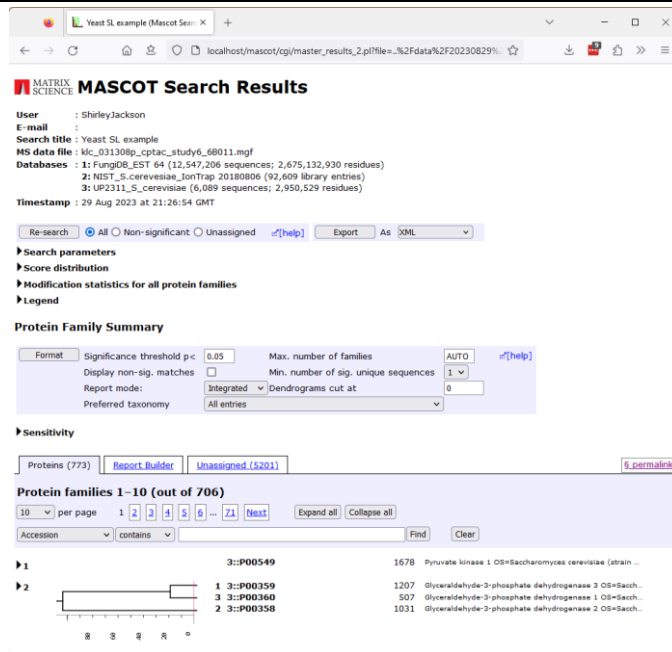 Yeast SL example (Mascot Searc
localhost/mascot/cgi/master_results_2.pl?file=..%2Fdata%2F20230829%
MATRIX SCIENCE MASCOT Search Results
User : ShirleyJackson
E-mail :
Search title : Yeast SL example
MS data file : klc_031308p_cptac_study6_6B011.mgf
Databases : 1: FungiDB_EST 64 (12,547,206 sequences; 2,675,132,930 residues)
2: NIST_S.cerevesiae_IonTrap 20180806 (92,609 library entries)
3: UP2311_S_cerevisiae (6,089 sequences; 2,950,529 residues)
Timestamp : 29 Aug 2023 at 21:26:54 GMT
Re-search All Non-significant Unassigned [help] Export As XML
Search parameters
Score distribution
Modification statistics for all protein families
Legend
Protein Family Summary
Format Significance threshold p< 0.05 Max. number of families AUTO [help]
Display non-sig. matches Min. number of sig. unique sequences 1
Report mode: Integrated Dendrograms cut at 0
Preferred taxonomy All entries
Sensitivity
Proteins (773) Report Builder Unassigned (5201) § permalink
Protein families 1–10 (out of 706)
10 per page 1 2 3 4 5 6 ... 71 Next Expand all Collapse all
Accession contains Find Clear
1 3::P00549 1678 Pyruvate kinase 1 OS=Saccharomyces cerevisiae (strain ...
2 1 3::P00359 1207 Glyceraldehyde-3-phosphate dehydrogenase 3 OS=Sacch...
3 3::P00360 507 Glyceraldehyde-3-phosphate dehydrogenase 1 OS=Sacch...
2 3::P00358 1031 Glyceraldehyde-3-phosphate dehydrogenase 2 OS=Sacch...
80 60 40 20 0